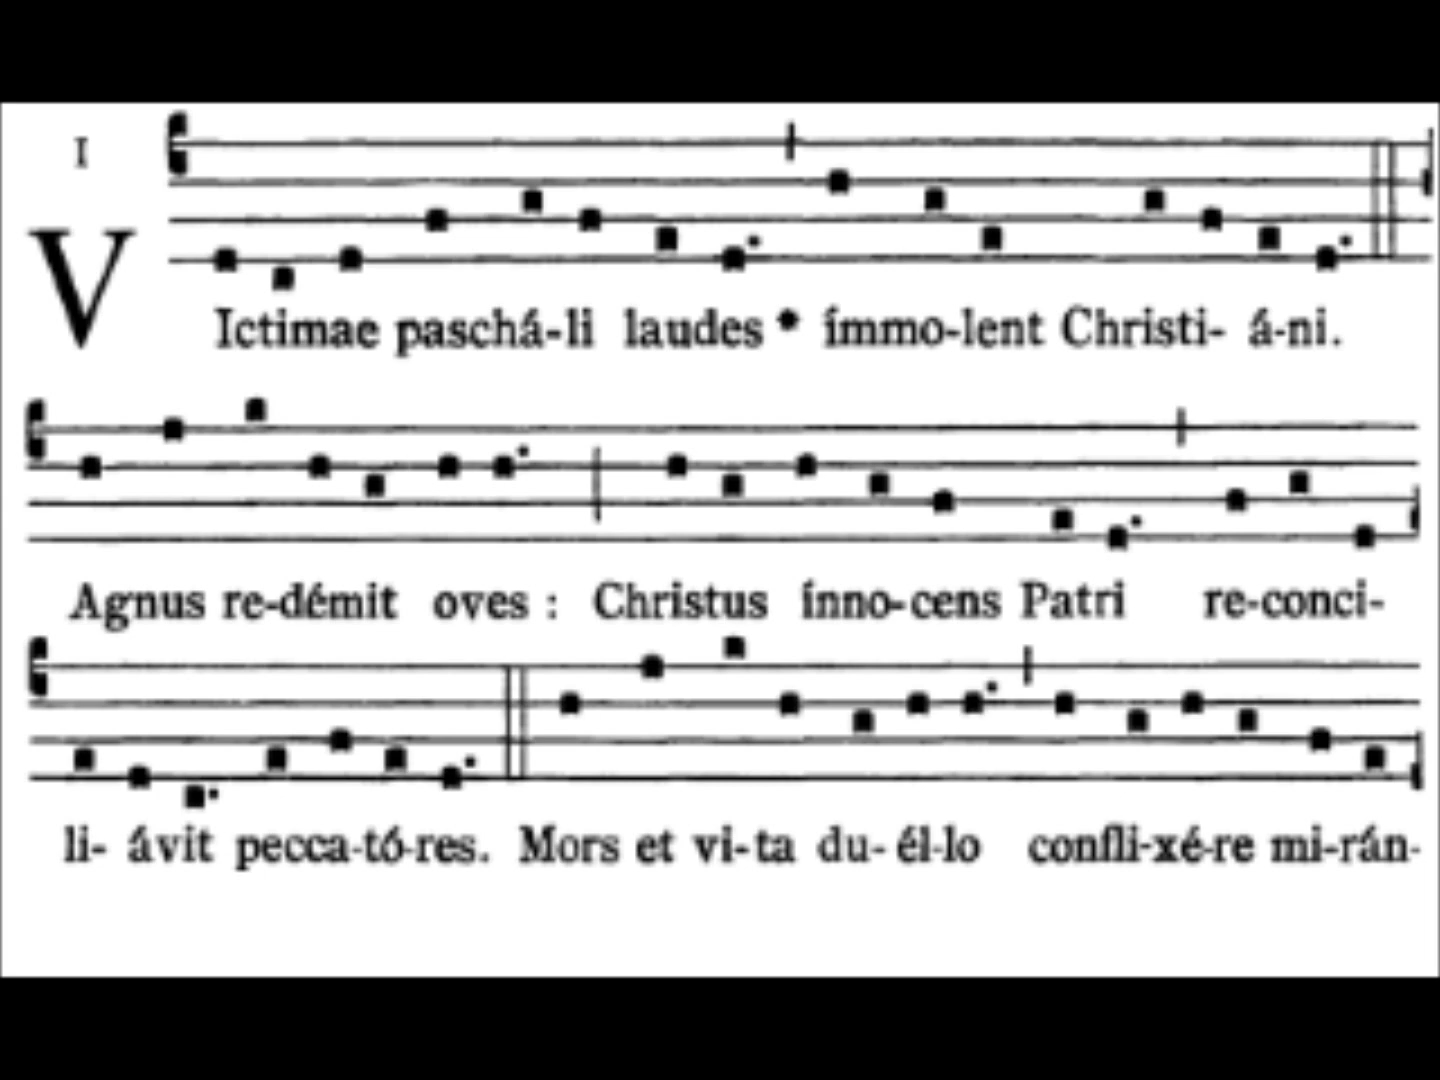 I
VIctimae paschá-li laudes * ímmo-lent Christi- á-ni.
Agnus re-démit oves : Christus ínno-cens Patri re-conci-
li- ávit pecca-tó-res. Mors et vi-ta du-él-lo confli-xé-re mi-rán-